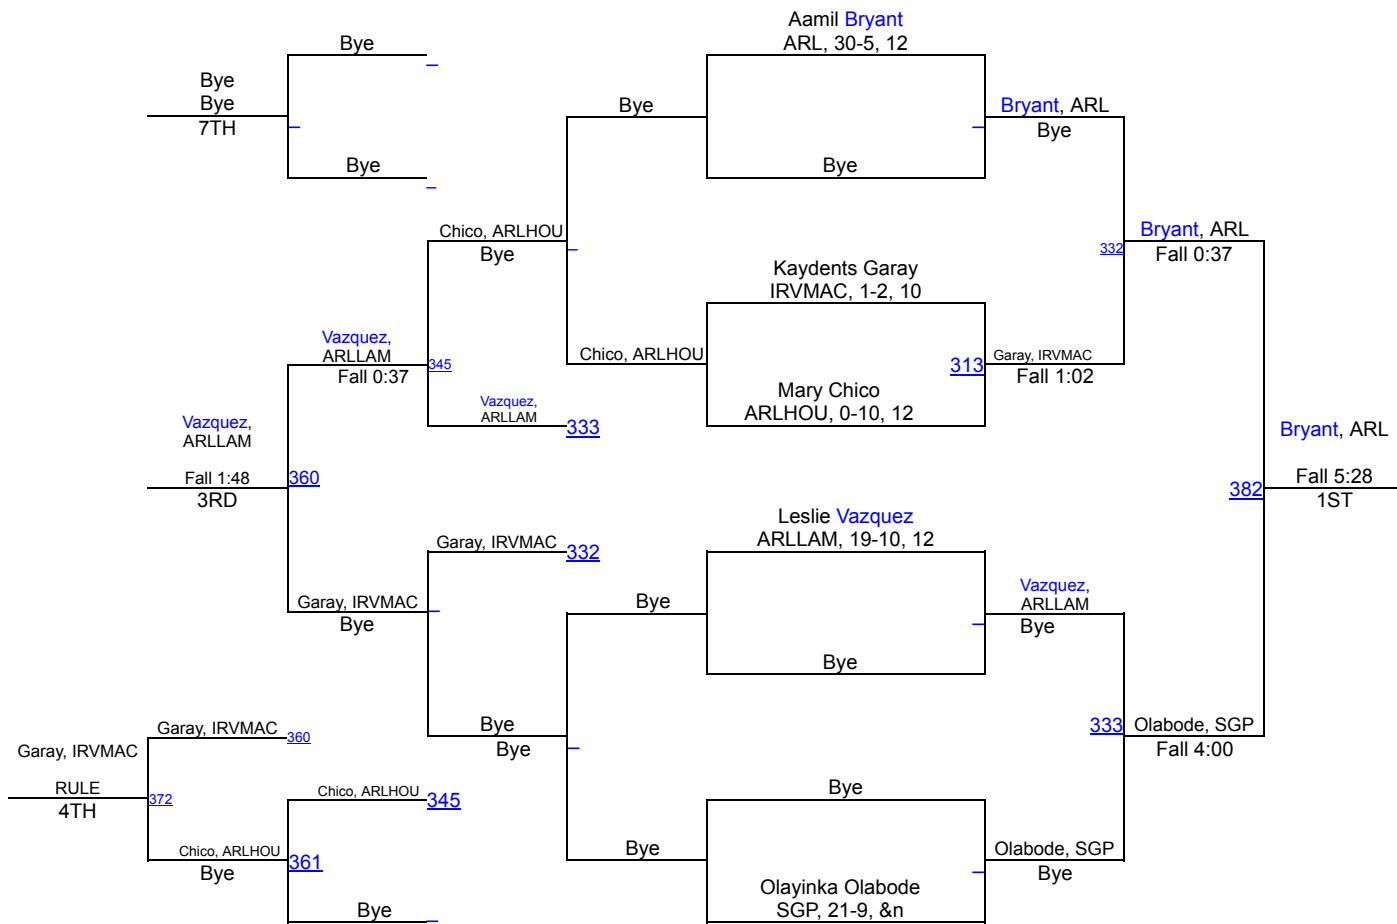 Aamil Bryant
ARL, 30-5, 12
Bye
Bye
Bye
7TH
Bye
Bye
Bryant, ARL
Bye
Bye
Bye
Chico, ARLHOU
Bye
332
Bryant, ARL
Fall 0:37
Kaydents Garay
IRVMAC, 1-2, 10
Vazquez,
ARLLAM
Fall 0:37
345
Chico, ARLHOU
313
Garay, IRVMAC
Fall 1:02
Mary Chico
ARLHOU, 0-10, 12
Vazquez,
ARLLAM
333
Vazquez,
ARLLAM
Fall 1:48
3RD
360
Bryant, ARL
Fall 5:28
1ST
382
Leslie Vazquez
ARLLAM, 19-10, 12
Garay, IRVMAC
332
Garay, IRVMAC
Bye
Bye
Vazquez,
ARLLAM
Bye
Bye
Bye
Bye
333
Olabode, SGP
Fall 4:00
Garay, IRVMAC
360
Garay, IRVMAC
RULE
4TH
372
Chico, ARLHOU
345
Bye
Chico, ARLHOU
Bye
361
Bye
Olabode, SGP
Bye
Olayinka Olabode
SGP, 21-9, &n
Bye